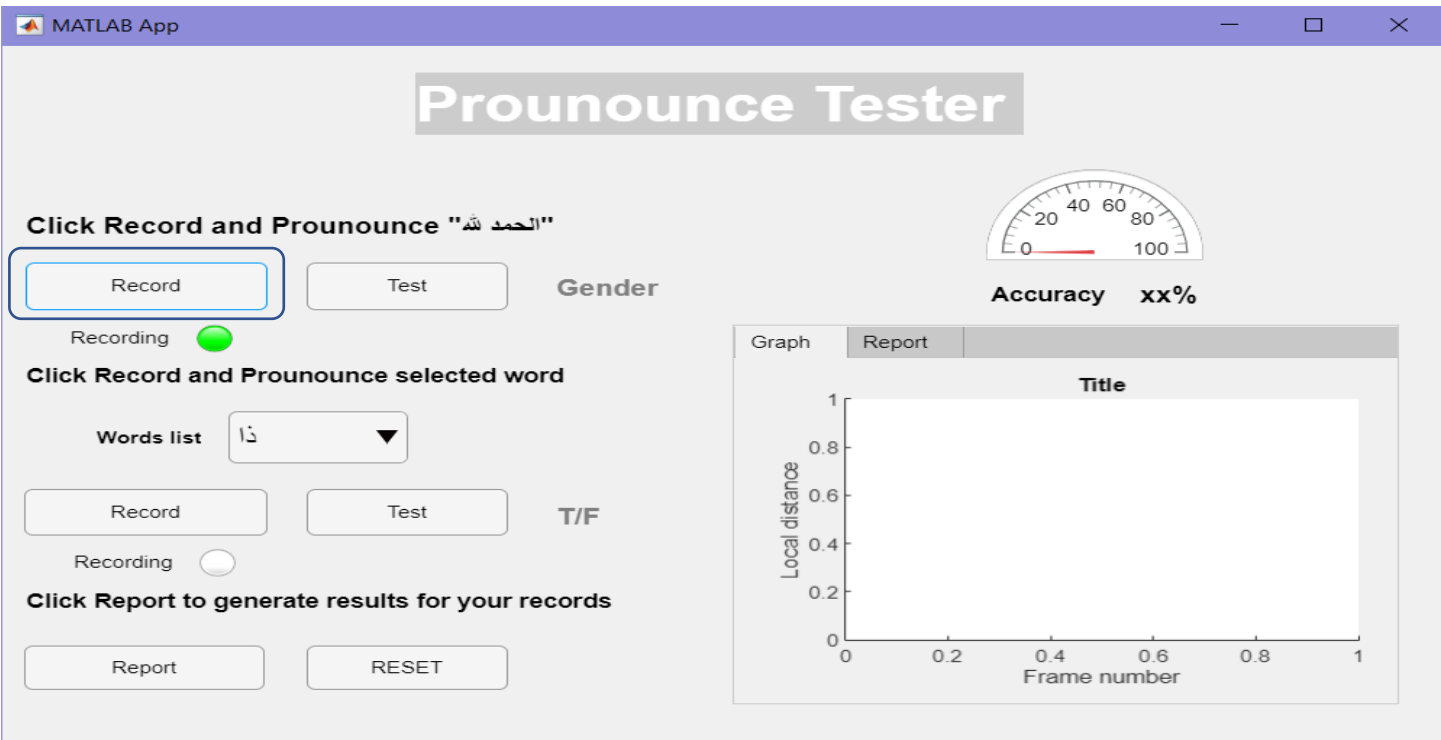 MATLAB App
Prounounce Tester
Click Record and Prounounce "الحمد لله"
Record
Test
Gender
Recording
Click Record and Prounounce selected word
Words list
ذا
Record
Test
T/F
Recording
Click Report to generate results for your records
Report
RESET
0
20
40
60
80
100
Accuracy xx%
Graph
Report
Title
1
0.8
0.6
0.4
0.2
0
Local distance
0
0.2
0.4
0.6
0.8
1
Frame number